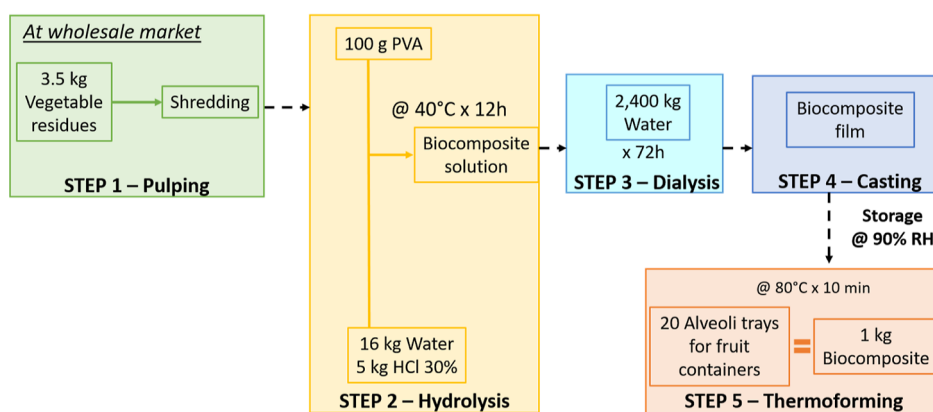 At wholesale market
3.5 kg
Vegetable
residues
Shredding
STEP 1 – Pulping
100 g PVA
@ 40°C x 12h
Biocomposite
solution
16 kg Water
5 kg HCl 30%
STEP 2 – Hydrolysis
2,400 kg
Water
x 72h
STEP 3 – Dialysis
Biocomposite
film
STEP 4 – Casting
Storage
@ 90% RH
@ 80°C x 10 min
20 Alveoli trays
for fruit
containers
=
1 kg
Biocomposite
STEP 5 – Thermoforming